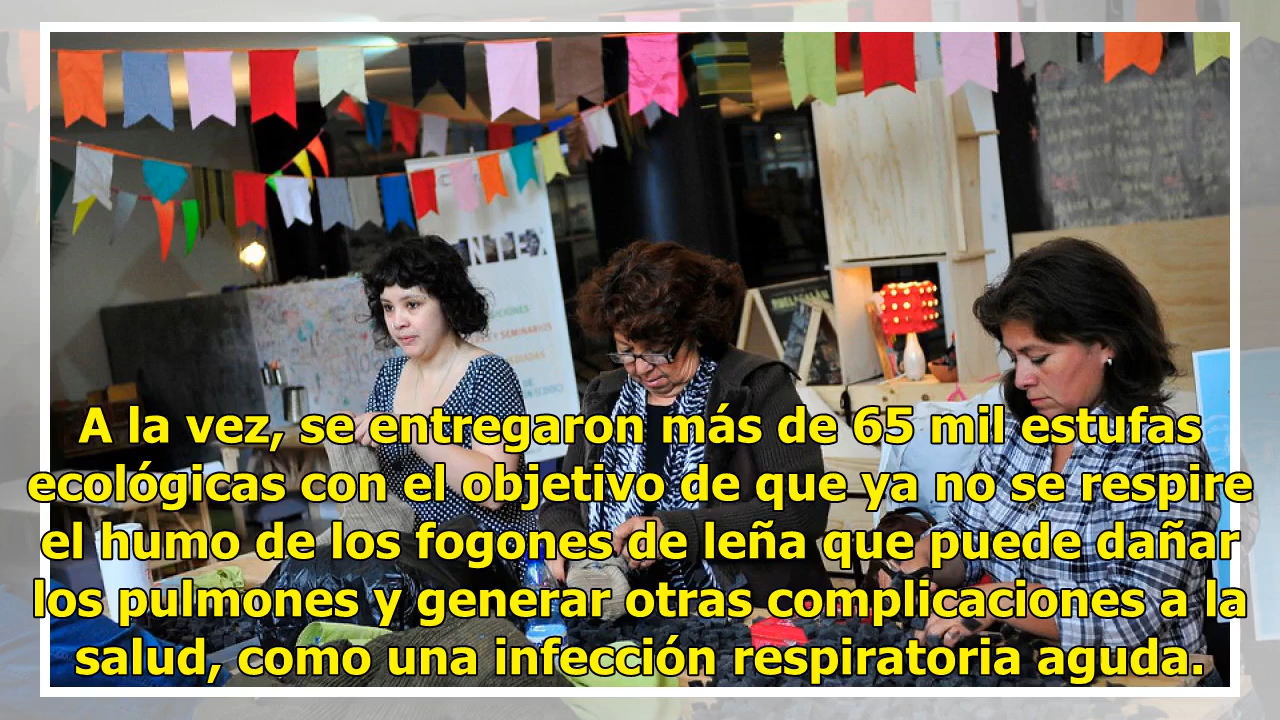 Y SEMINARIOS
A la vez, se entregaron más de 65 mil estufas
ecológicas con el objetivo de que ya no se respire
el humo de los fogones de leña que puede dañar
los pulmones y generar otras complicaciones a la
salud, como una infección respiratoria aguda.